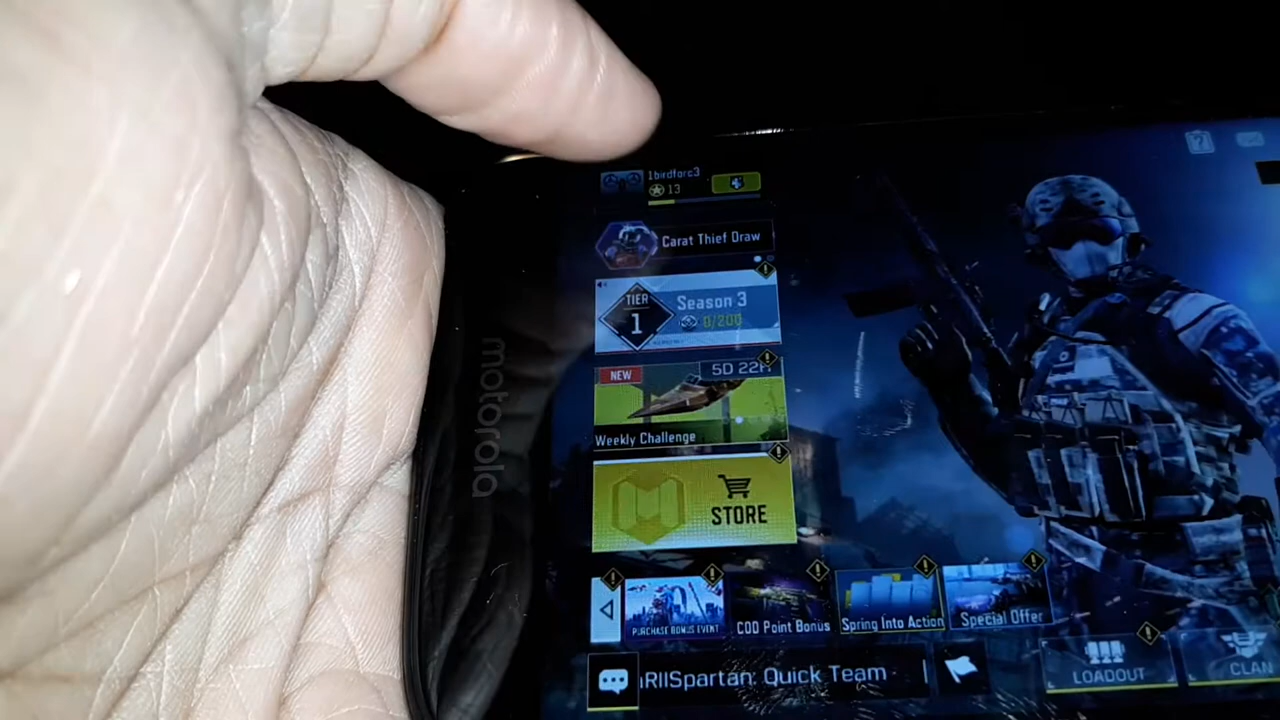 1birdforc3
13
Carat Thief Draw
TIER
1
Season 3
0/200
NEW
5D 22H
Weekly Challenge
STORE
PURCHASE BONUS EVENT
COD Point Bonus
Spring Into Action
Special Offer
RIISpartan: Quick Team
LOADOUT
CLAN
motorola